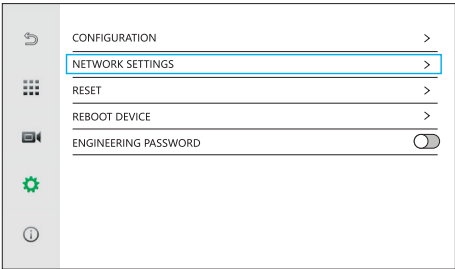 CONFIGURATION
NETWORK SETTINGS
RESET
REBOOT DEVICE
ENGINEERING PASSWORD